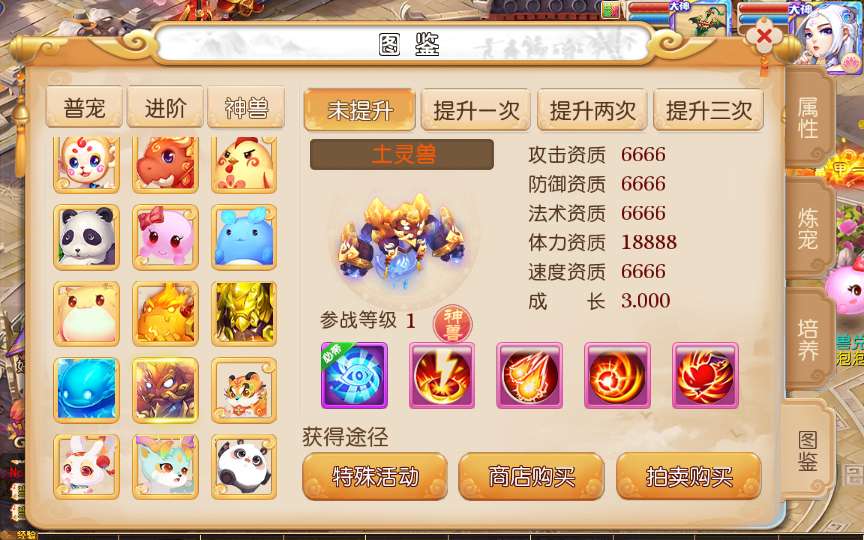 大神
大神
图鉴
普宠
进阶
神兽
未提升
提升一次
提升两次
提升三次
属性
土灵兽
攻击资质 6666
防御资质 6666
法术资质 6666
体力资质 18888
速度资质 6666
成 长 3.000
炼宠
参战等级 1
神兽
培养
必带
获得途径
图鉴
特殊活动
商店购买
拍卖购买
经验